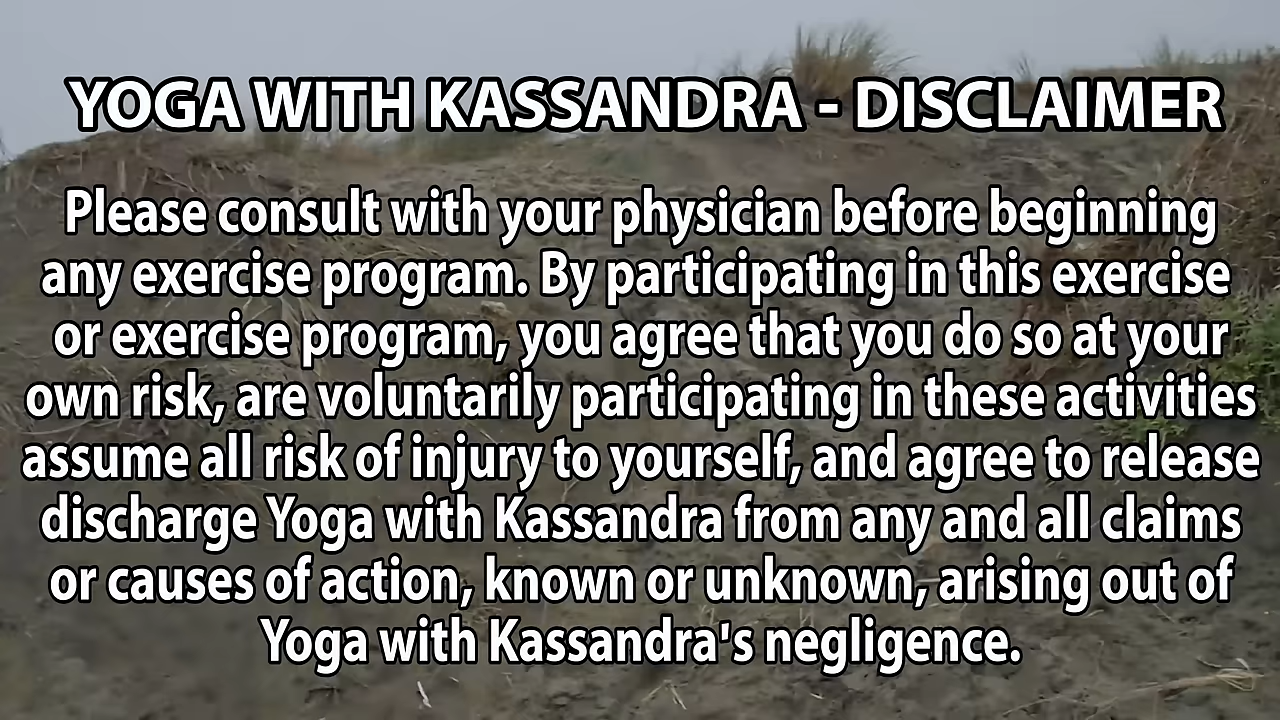 YOGA WITH KASSANDRA - DISCLAIMER
Please consult with your physician before beginning
any exercise program. By participating in this exercise
or exercise program, you agree that you do so at your
own risk, are voluntarily participating in these activities
assume all risk of injury to yourself, and agree to release
discharge Yoga with Kassandra from any and all claims
or causes of action, known or unknown, arising out of
Yoga with Kassandra's negligence.